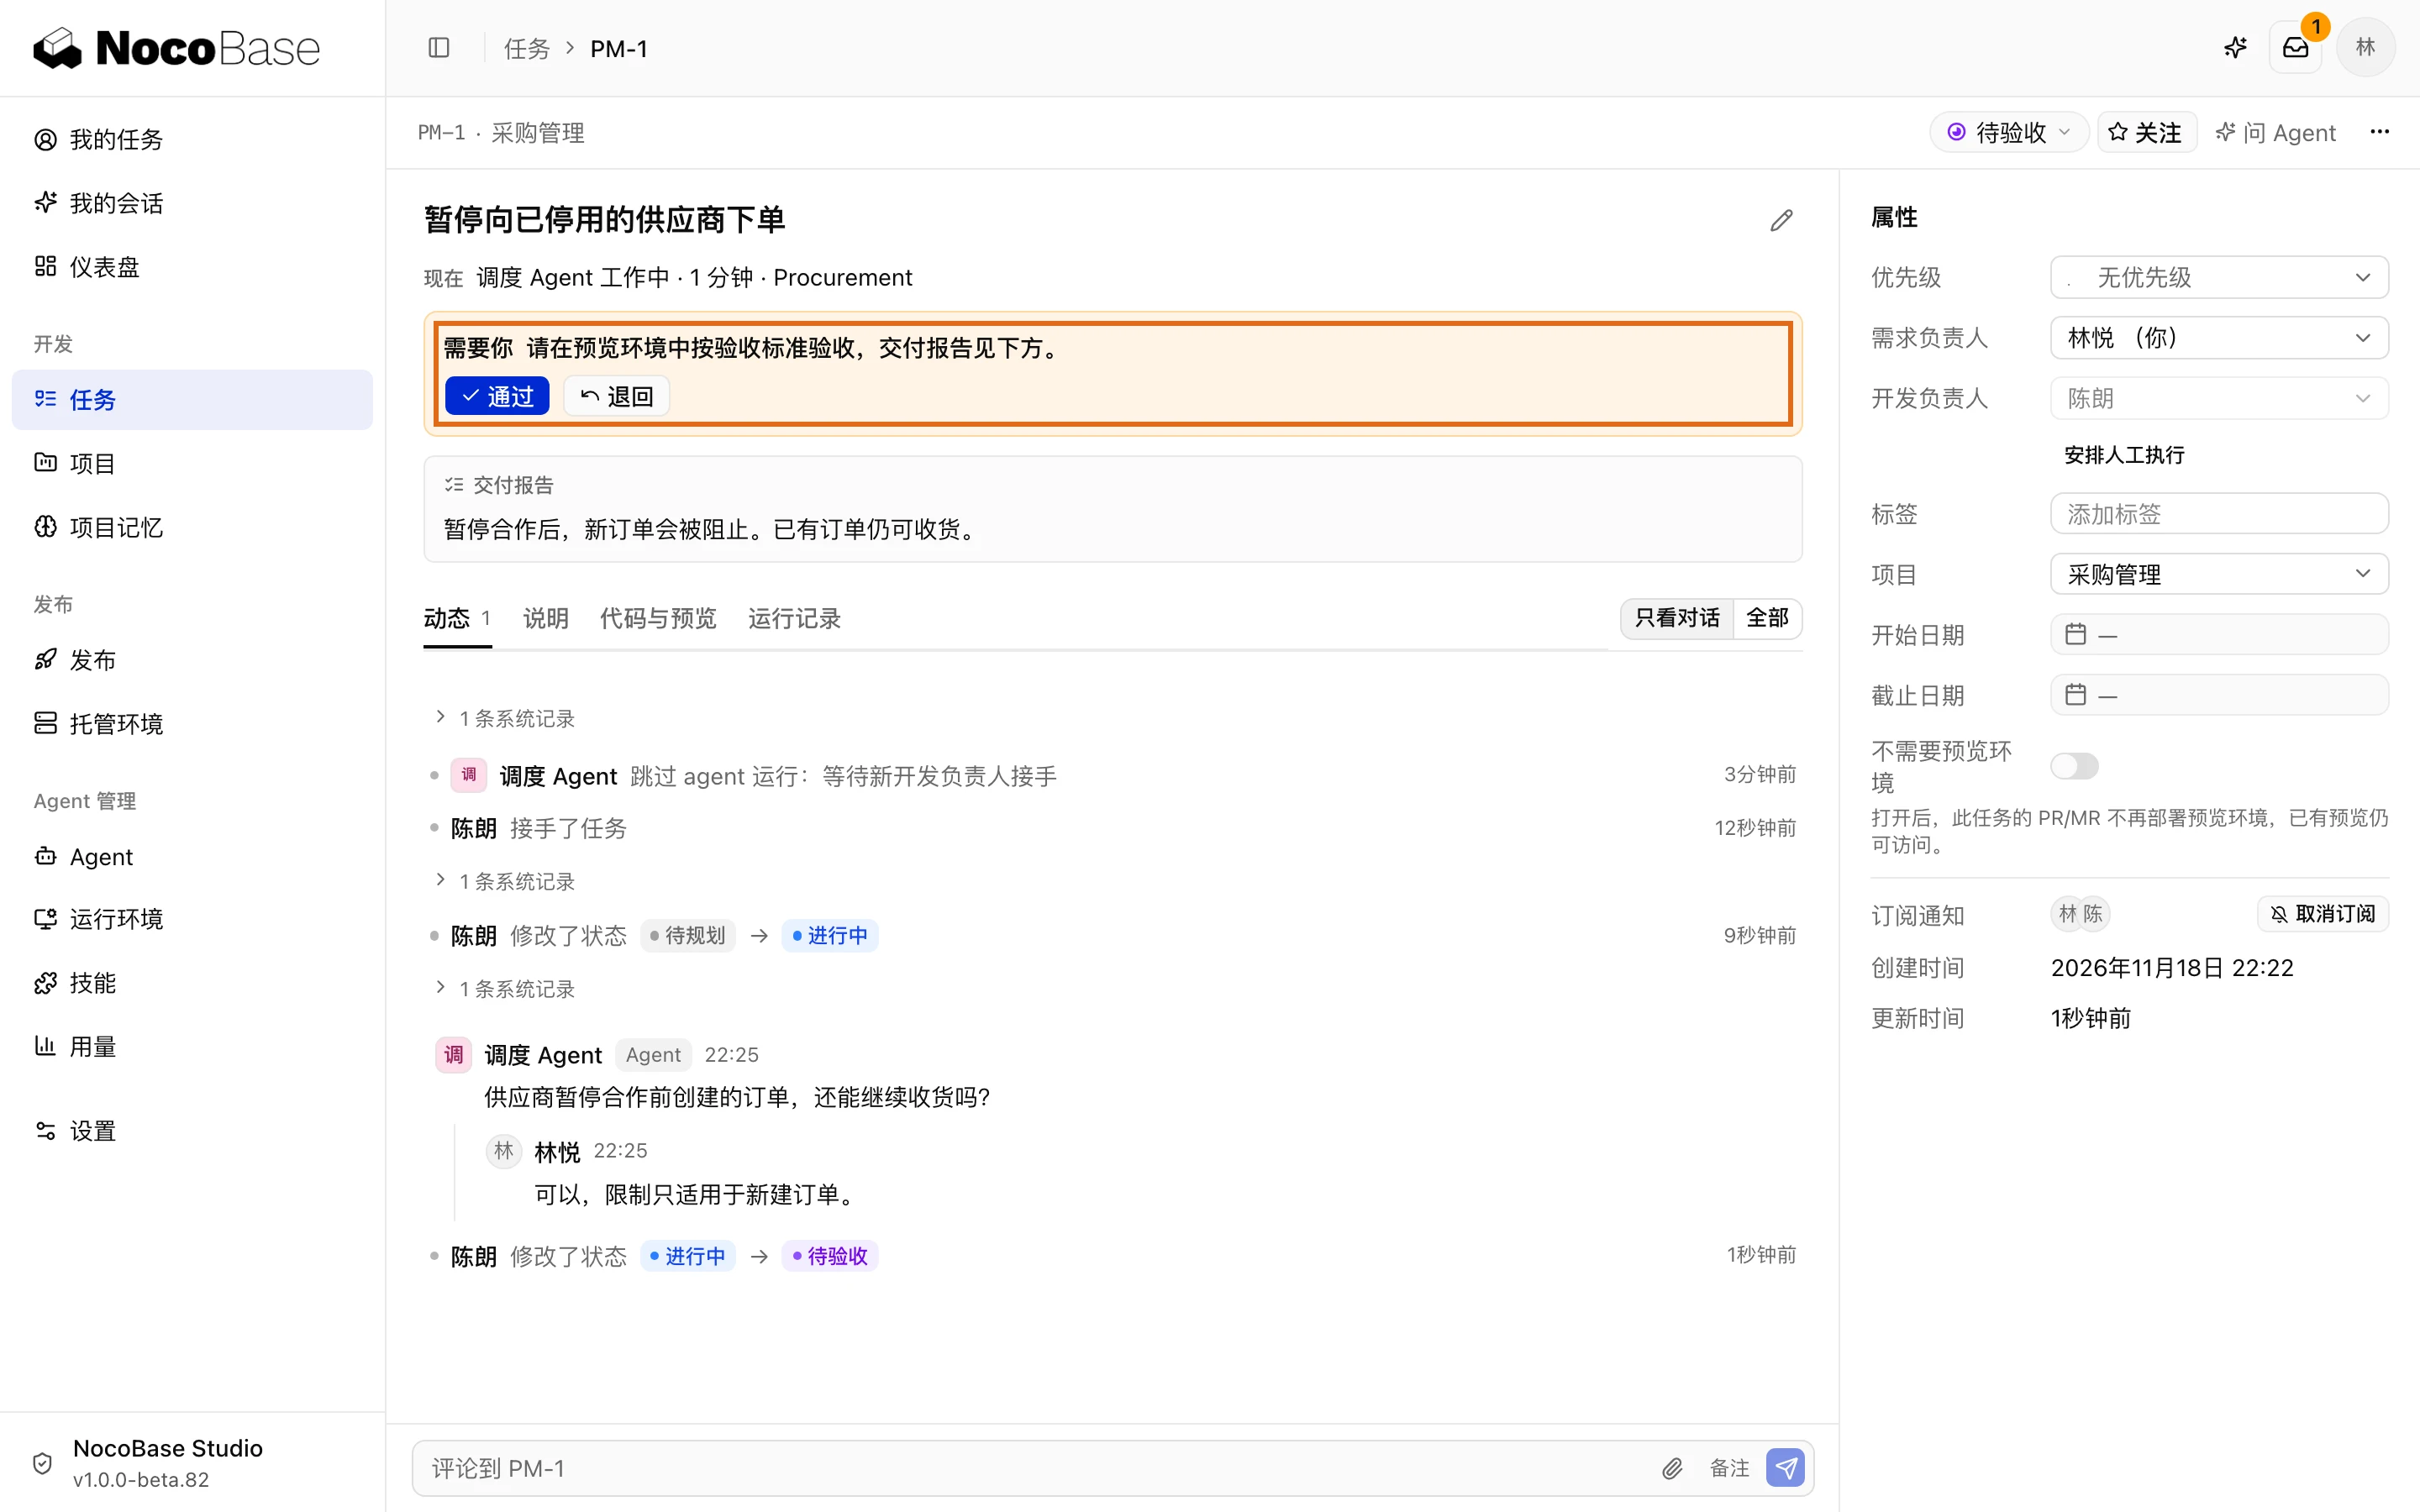 NocoBase
任务 > PM-1
1
林
我的任务
我的会话
仪表盘
开发
任务
项目
项目记忆
发布
发布
托管环境
Agent 管理
Agent
运行环境
技能
用量
设置
NocoBase Studio
v1.0.0-beta.82
PM-1 · 采购管理
待验收
关注
问 Agent
暂停向已停用的供应商下单
现在 调度 Agent 工作中 · 1 分钟 · Procurement
需要你 请在预览环境中按验收标准验收，交付报告见下方。
通过
退回
交付报告
暂停合作后，新订单会被阻止。已有订单仍可收货。
动态 1
说明
代码与预览
运行记录
只看对话
全部
1 条系统记录
调 调度 Agent 跳过 agent 运行：等待新开发负责人接手 3分钟前
陈朗 接手了任务 12秒钟前
1 条系统记录
陈朗 修改了状态 待规划 → 进行中 9秒钟前
1 条系统记录
调 调度 Agent Agent 22:25
供应商暂停合作前创建的订单，还能继续收货吗？
林 林悦 22:25
可以，限制只适用于新建订单。
陈朗 修改了状态 进行中 → 待验收 1秒钟前
评论到 PM-1
备注
属性
优先级 无优先级
需求负责人 林悦 （你）
开发负责人 陈朗
安排人工执行
标签 添加标签
项目 采购管理
开始日期 —
截止日期 —
不需要预览环
境
打开后，此任务的 PR/MR 不再部署预览环境，已有预览仍
可访问。
订阅通知 林 陈 取消订阅
创建时间 2026年11月18日 22:22
更新时间 1秒钟前